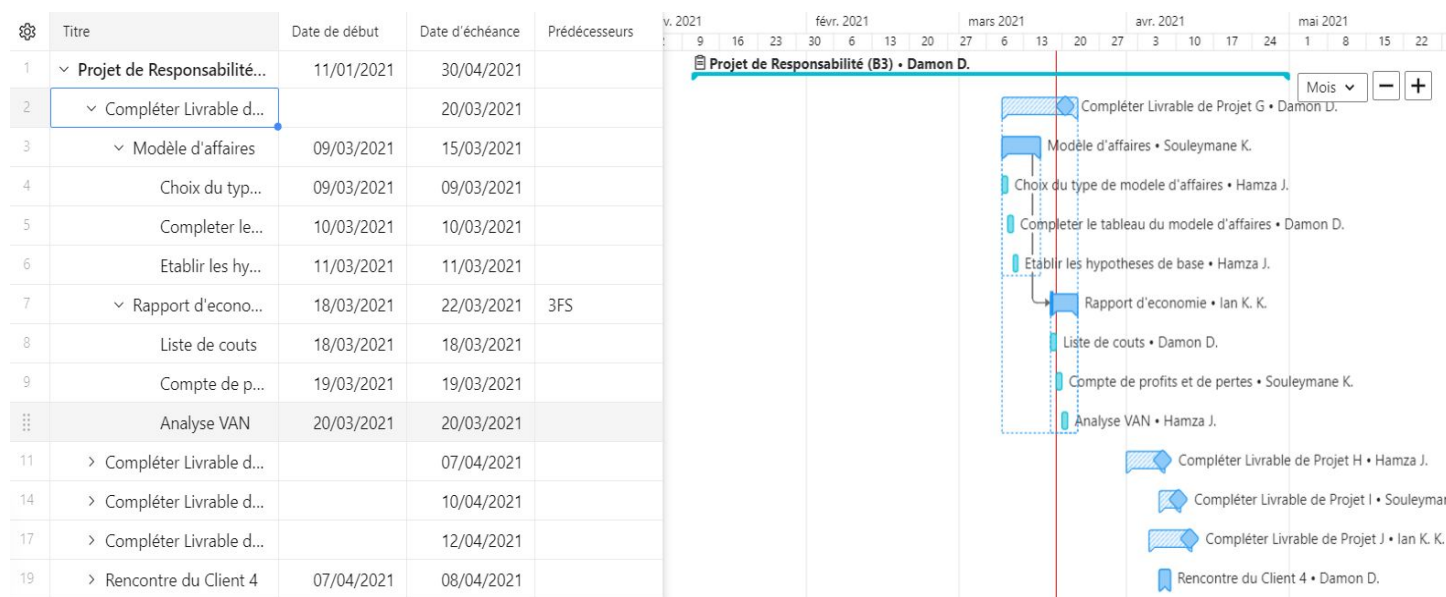 Titre Date de début Date d'échéance Prédécesseurs
v. 2021 févr. 2021 mars 2021 avr. 2021 mai 2021
9 16 23 30 6 13 20 27 6 13 20 27 3 10 17 24 1 8 15 22
1 Projet de Responsabilité... 11/01/2021 30/04/2021
Projet de Responsabilité (B3) • Damon D.
Mois
2 Compléter Livrable d... 20/03/2021
Compléter Livrable de Projet G • Damon D.
3 Modèle d'affaires 09/03/2021 15/03/2021
Modèle d'affaires • Souleymane K.
4 Choix du typ... 09/03/2021 09/03/2021
Choix du type de modele d'affaires • Hamza J.
5 Completer le... 10/03/2021 10/03/2021
Completer le tableau du modele d'affaires • Damon D.
6 Etablir les hy... 11/03/2021 11/03/2021
Etablir les hypotheses de base • Hamza J.
7 Rapport d'econo... 18/03/2021 22/03/2021 3FS
Rapport d'economie • Ian K. K.
8 Liste de couts 18/03/2021 18/03/2021
Liste de couts • Damon D.
9 Compte de p... 19/03/2021 19/03/2021
Compte de profits et de pertes • Souleymane K.
Analyse VAN 20/03/2021 20/03/2021
Analyse VAN • Hamza J.
11 Compléter Livrable d... 07/04/2021
Compléter Livrable de Projet H • Hamza J.
14 Compléter Livrable d... 10/04/2021
Compléter Livrable de Projet I • Souleymar
17 Compléter Livrable d... 12/04/2021
Compléter Livrable de Projet J • Ian K. K.
19 Rencontre du Client 4 07/04/2021 08/04/2021
Rencontre du Client 4 • Damon D.